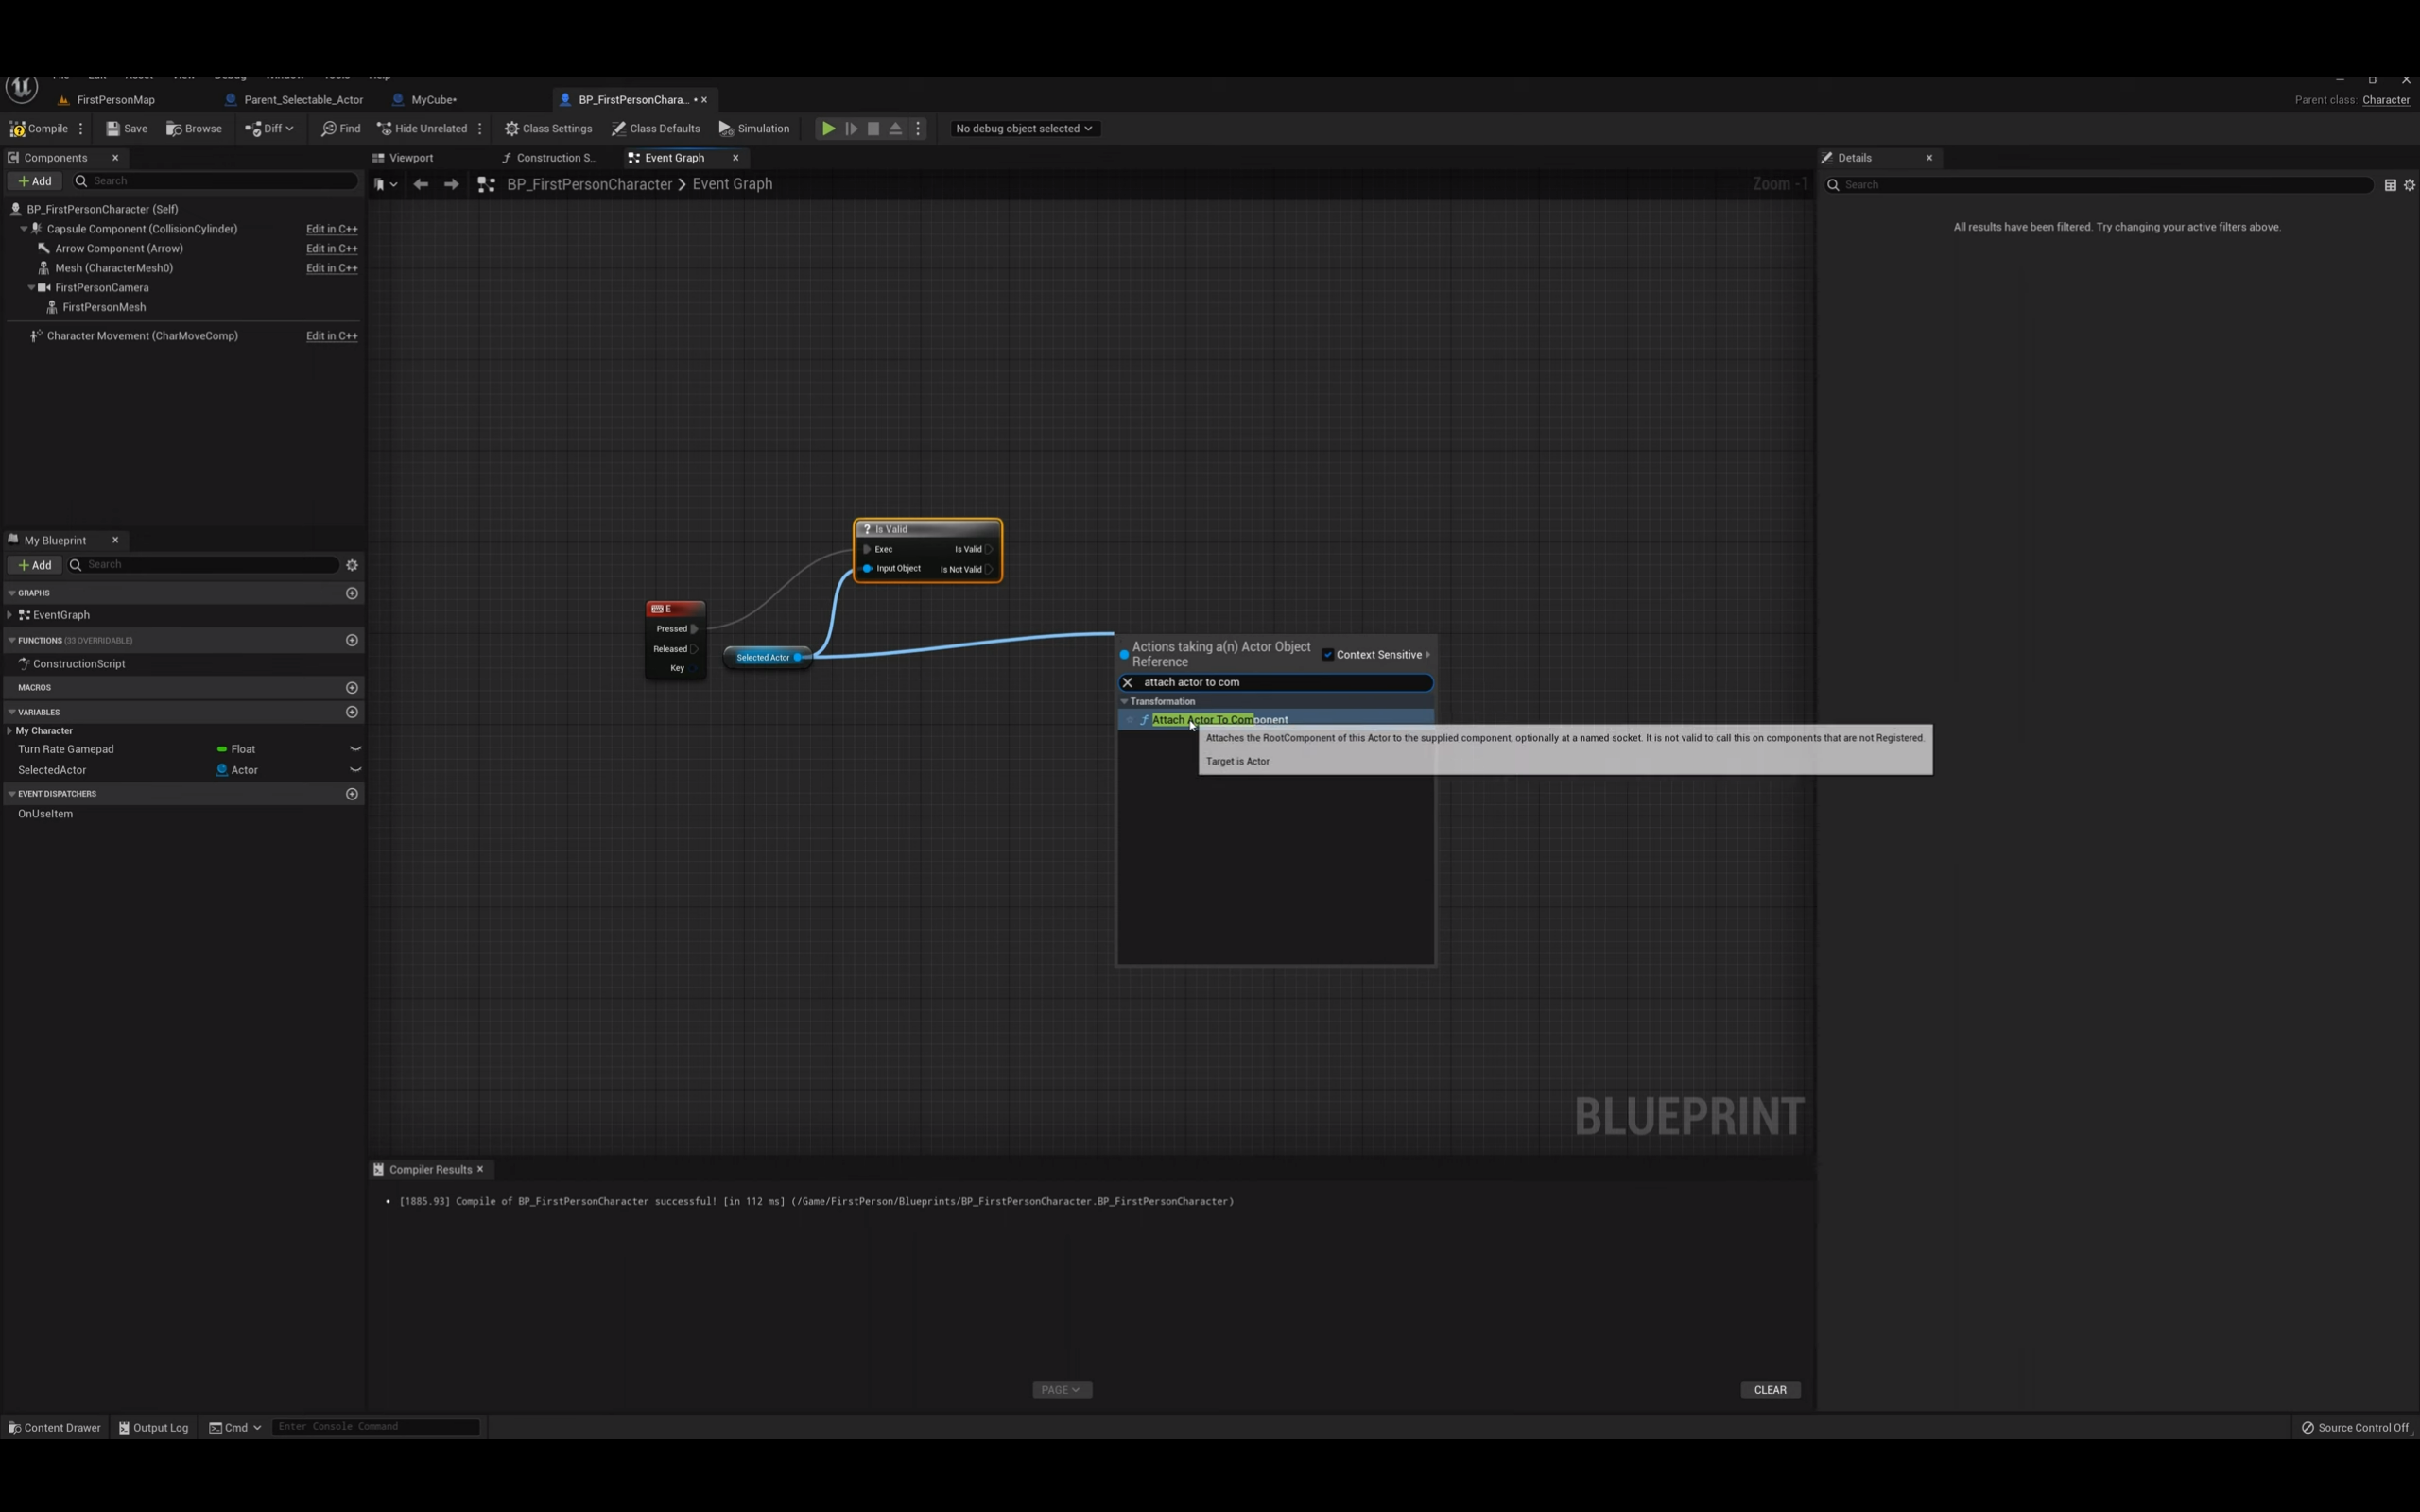 File Edit Asset View Debug Window Tools Help
FirstPersonMap Parent_Selectable_Actor MyCube• BP_FirstPersonChara... •
Parent class: Character
Compile Save Browse Diff Find Hide Unrelated Class Settings Class Defaults Simulation No debug object selected
Components
Viewport Construction S... Event Graph
Details
Add Search
BP_FirstPersonCharacter > Event Graph
Zoom -1
Search
BP_FirstPersonCharacter (Self)
Capsule Component (CollisionCylinder) Edit in C++
Arrow Component (Arrow) Edit in C++
Mesh (CharacterMesh0) Edit in C++
FirstPersonCamera
FirstPersonMesh
Character Movement (CharMoveComp) Edit in C++
All results have been filtered. Try changing your active filters above.
My Blueprint
Add Search
GRAPHS
EventGraph
FUNCTIONS (33 OVERRIDABLE)
ConstructionScript
MACROS
VARIABLES
My Character
Turn Rate Gamepad Float
SelectedActor Actor
EVENT DISPATCHERS
OnUseItem
? Is Valid
Exec Is Valid
Input Object Is Not Valid
E
Pressed
Released
Key
Selected Actor
Actions taking a(n) Actor Object
Reference
Context Sensitive
attach actor to com
Transformation
Attach Actor To Component
Attaches the RootComponent of this Actor to the supplied component, optionally at a named socket. It is not valid to call this on components that are not Registered.
Target is Actor
BLUEPRINT
Compiler Results
• [1885.93] Compile of BP_FirstPersonCharacter successful! [in 112 ms] (/Game/FirstPerson/Blueprints/BP_FirstPersonCharacter.BP_FirstPersonCharacter)
PAGE
CLEAR
Content Drawer Output Log Cmd Enter Console Command
Source Control Off